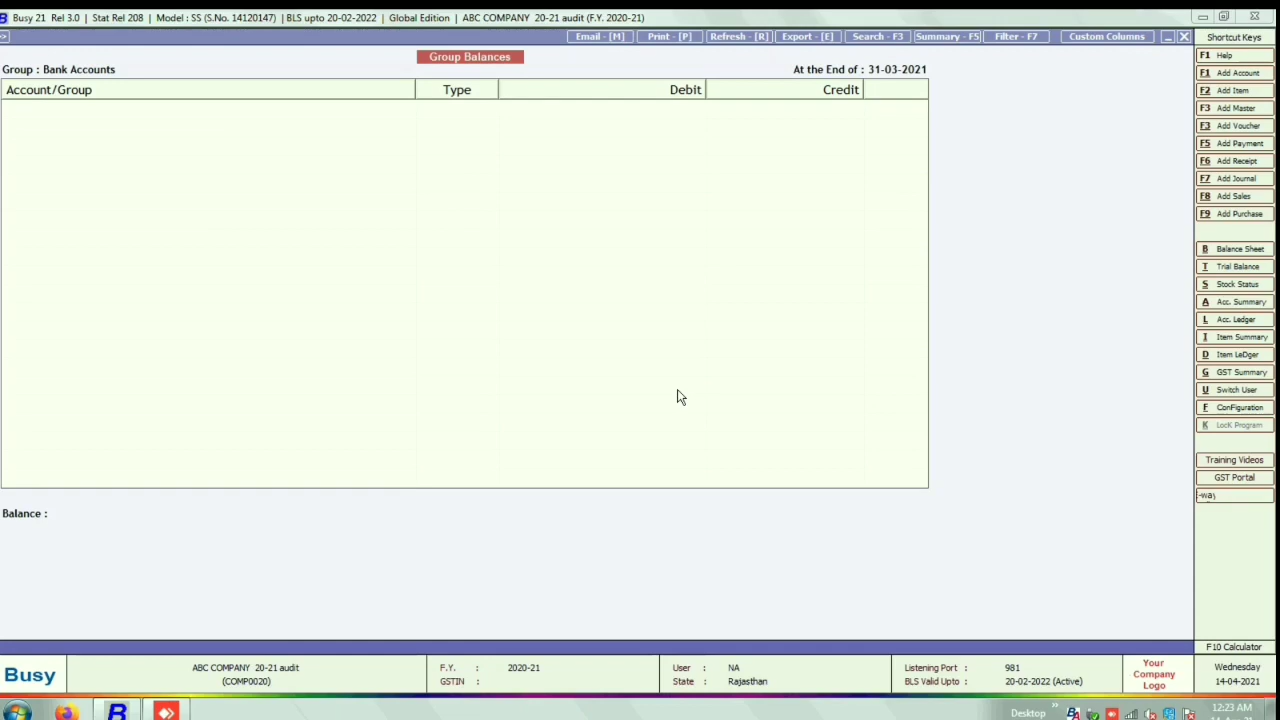 Busy 21 Rel 3.0 | Stat Rel 208 | Model : SS (S.No. 14120147) | BLS upto 20-02-2022 | Global Edition | ABC COMPANY 20-21 audit (F.Y. 2020-21)
>> Email - [M] Print - [P] Refresh - [R] Export - [E] Search - F3 Summary - F5 Filter - F7 Custom Columns
Shortcut Keys
Group Balances
Group : Bank Accounts At the End of : 31-03-2021
Account/Group Type Debit Credit
F1 Help
F1 Add Account
F2 Add Item
F3 Add Master
F3 Add Voucher
F5 Add Payment
F6 Add Receipt
F7 Add Journal
F8 Add Sales
F9 Add Purchase
B Balance Sheet
T Trial Balance
S Stock Status
A Acc. Summary
L Acc. Ledger
I Item Summary
D Item LeDger
G GST Summary
U Switch User
F ConFiguration
K LocK Program
Training Videos
GST Portal
-way
Balance :
F10 Calculator
Busy
ABC COMPANY 20-21 audit
(COMP0020)
F.Y. : 2020-21
GSTIN :
User : NA
State : Rajasthan
Listening Port : 981
BLS Valid Upto : 20-02-2022 (Active)
Your
Company
Logo
Wednesday
14-04-2021
Desktop
12:23 AM